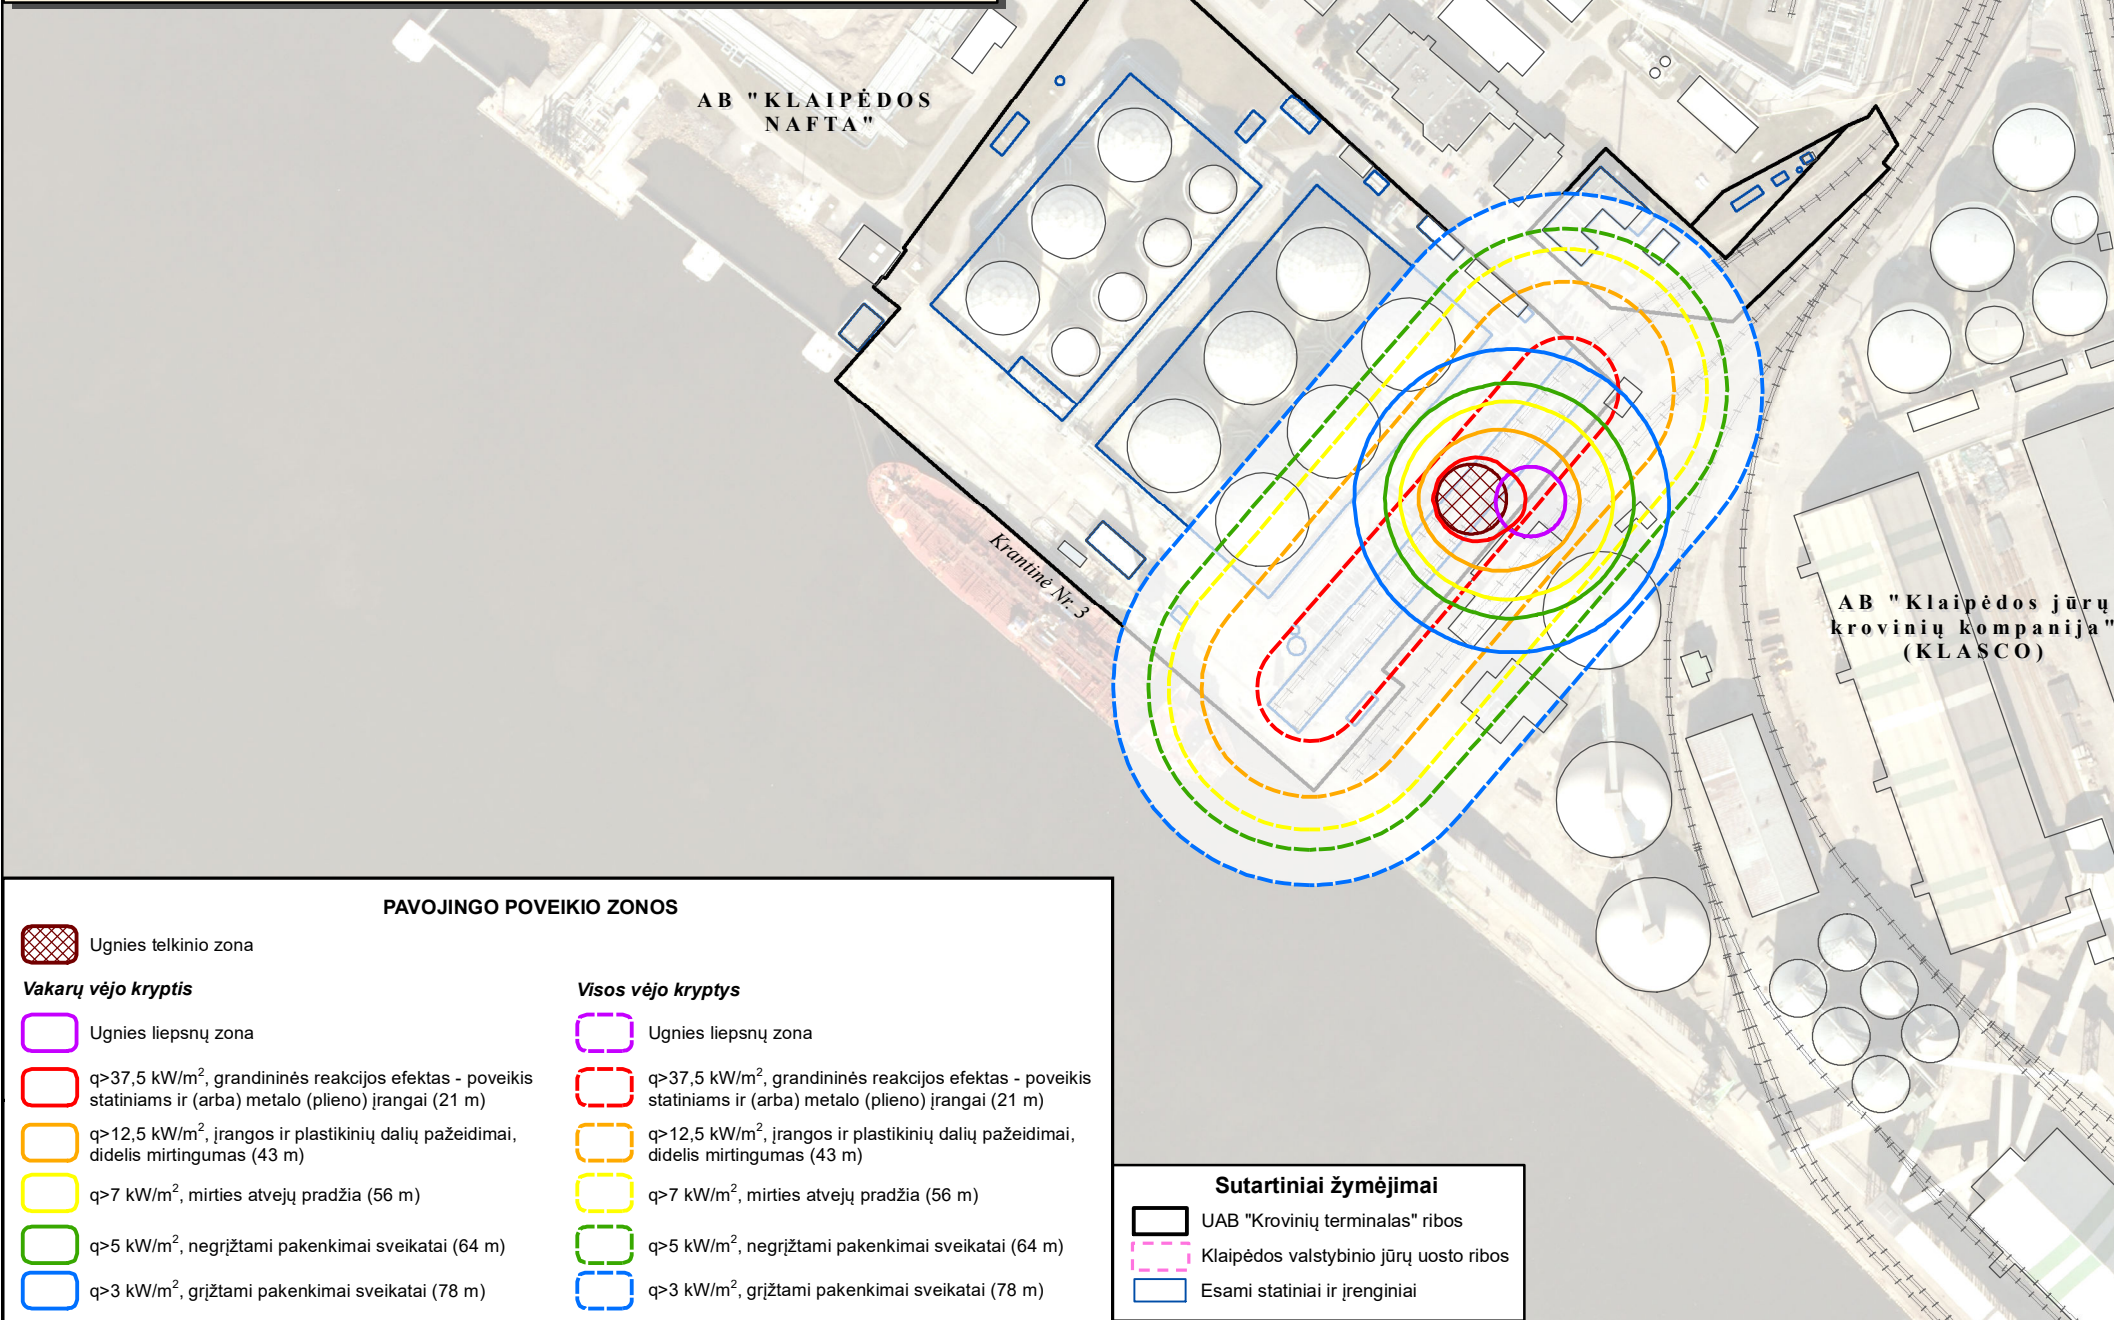 AB "KLAIPĖDOS
NAFTA"
Krantinė Nr. 3
AB "Klaipėdos jūrų
krovinių kompanija"
(KLASCO)
PAVOJINGO POVEIKIO ZONOS
Ugnies telkinio zona
Vakarų vėjo kryptis
Ugnies liepsnų zona
q>37,5 kW/m², grandininės reakcijos efektas - poveikis
statiniams ir (arba) metalo (plieno) įrangai (21 m)
q>12,5 kW/m², įrangos ir plastikinių dalių pažeidimai,
didelis mirtingumas (43 m)
q>7 kW/m², mirties atvejų pradžia (56 m)
q>5 kW/m², negrįžtami pakenkimai sveikatai (64 m)
q>3 kW/m², grįžtami pakenkimai sveikatai (78 m)
Visos vėjo kryptys
Ugnies liepsnų zona
q>37,5 kW/m², grandininės reakcijos efektas - poveikis
statiniams ir (arba) metalo (plieno) įrangai (21 m)
q>12,5 kW/m², įrangos ir plastikinių dalių pažeidimai,
didelis mirtingumas (43 m)
q>7 kW/m², mirties atvejų pradžia (56 m)
q>5 kW/m², negrįžtami pakenkimai sveikatai (64 m)
q>3 kW/m², grįžtami pakenkimai sveikatai (78 m)
Sutartiniai žymėjimai
UAB "Krovinių terminalas" ribos
Klaipėdos valstybinio jūrų uosto ribos
Esami statiniai ir įrenginiai